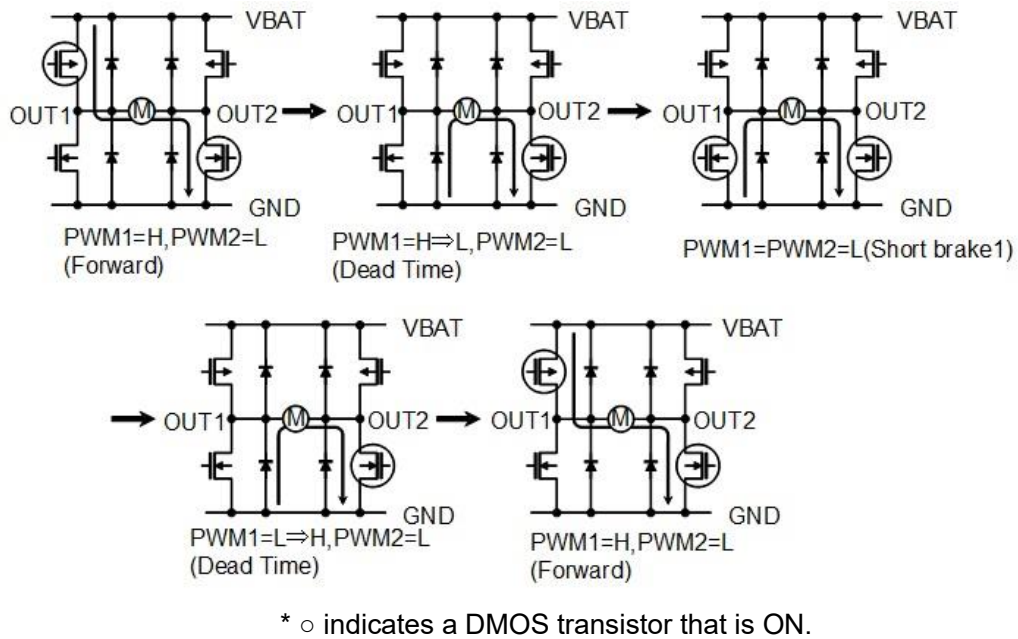 VBAT VBAT VBAT
M M M
OUT1 OUT2 OUT1 OUT2 OUT1 OUT2
GND GND GND
PWM1=H,PWM2=L
(Forward)
PWM1=H⇒L,PWM2=L
(Dead Time)
PWM1=PWM2=L(Short brake1)
VBAT VBAT
M M
OUT1 OUT2 OUT1 OUT2
GND GND
PWM1=L⇒H,PWM2=L
(Dead Time)
PWM1=H,PWM2=L
(Forward)
* ○ indicates a DMOS transistor that is ON.